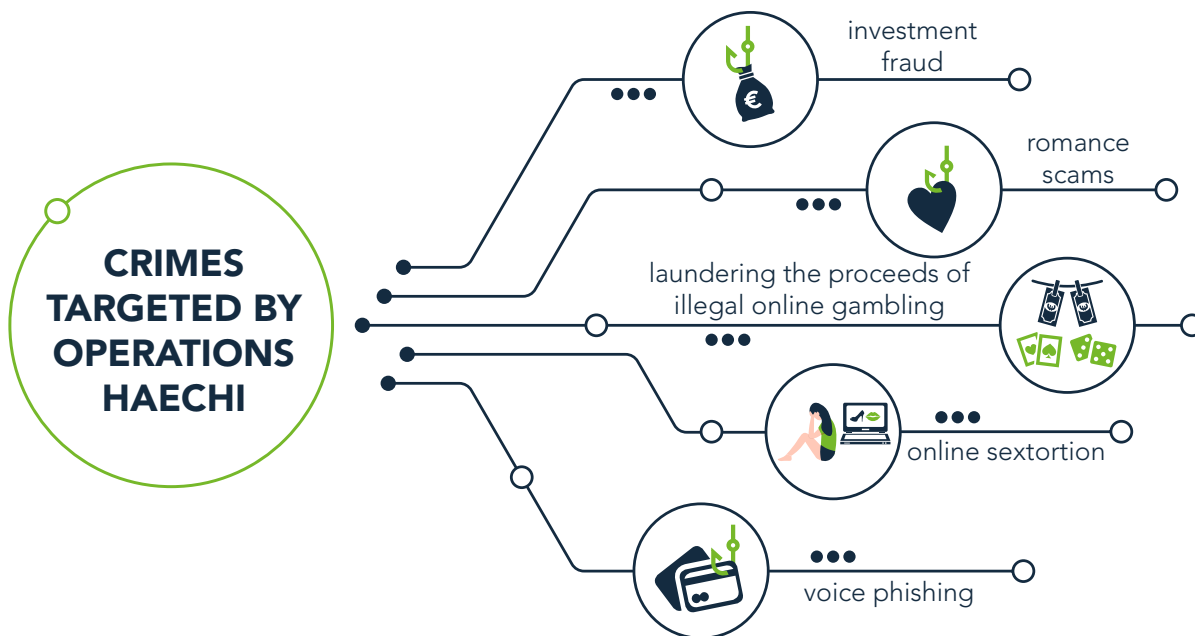 CRIMES
TARGETED BY
OPERATIONS
HAECHI
investment
fraud
romance
scams
laundering the proceeds of
illegal online gambling
online sextortion
voice phishing